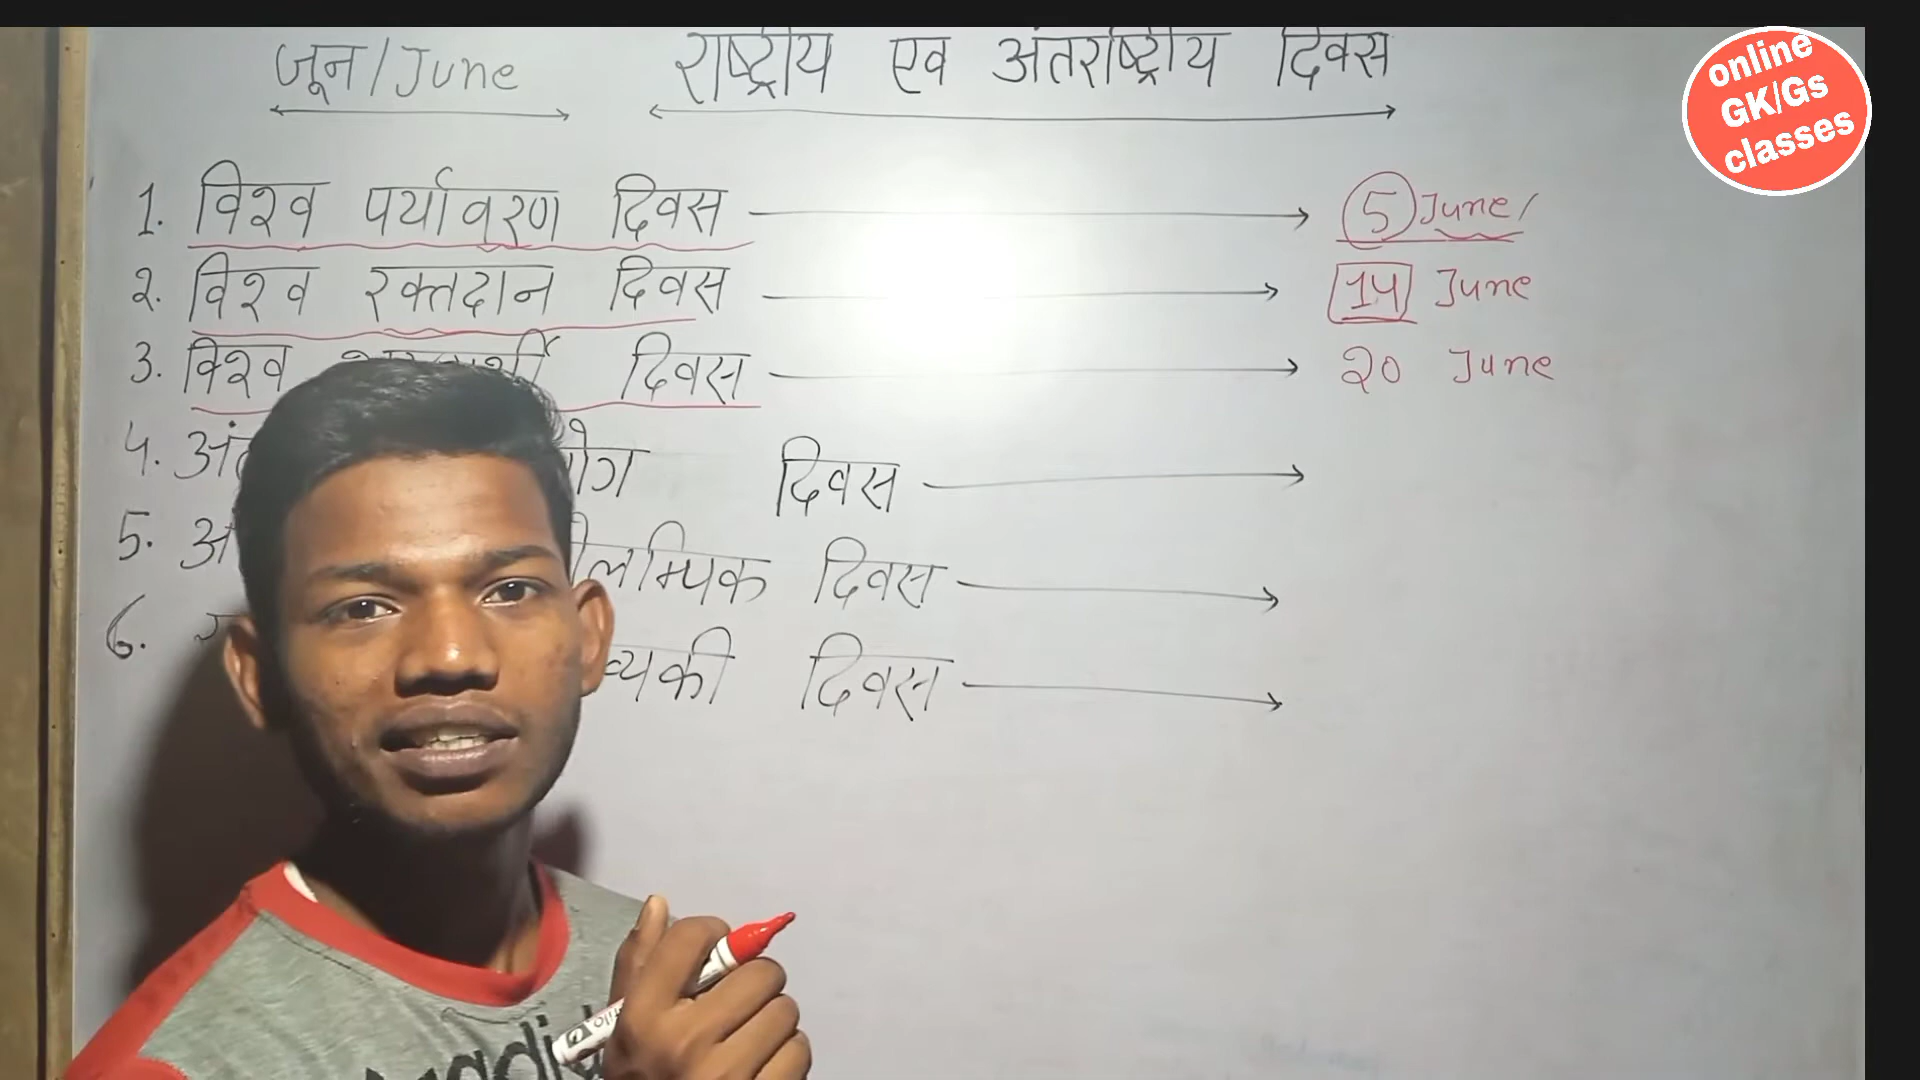 जून/June राष्ट्रीय एव अंतर्राष्ट्रीय दिवस
online
GK/Gs
classes
1. विश्व पर्यावरण दिवस 5 June/
2. विश्व रक्तदान दिवस 14 June
3. विश्व दिवस 20 June
4. योग दिवस
5. दिवस
6. दिवस